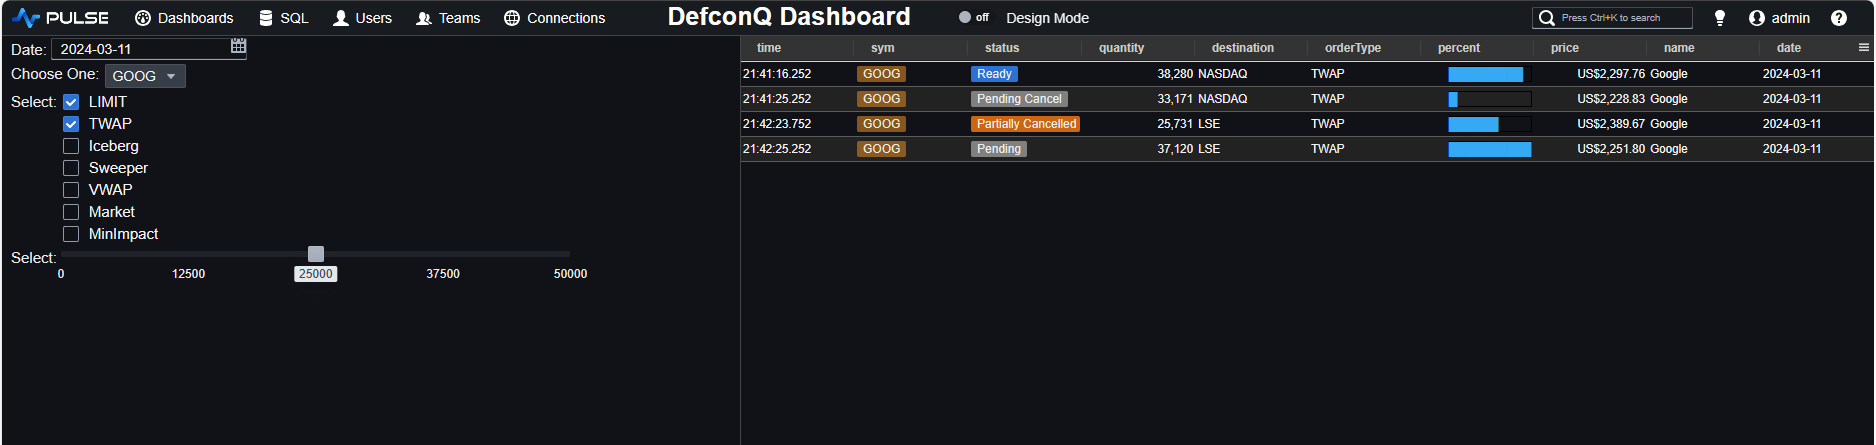 PULSE Dashboards SQL Users Teams Connections DefconQ Dashboard off Design Mode Press Ctrl+K to search admin ?
Date: 2024-03-11
Choose One: GOOG
Select: LIMIT
TWAP
Iceberg
Sweeper
VWAP
Market
MinImpact
Select:
0 12500 25000 37500 50000
time sym status quantity destination orderType percent price name date
21:41:16.252 GOOG Ready 38,280 NASDAQ TWAP US$2,297.76 Google 2024-03-11
21:41:25.252 GOOG Pending Cancel 33,171 NASDAQ TWAP US$2,228.83 Google 2024-03-11
21:42:23.752 GOOG Partially Cancelled 25,731 LSE TWAP US$2,389.67 Google 2024-03-11
21:42:25.252 GOOG Pending 37,120 LSE TWAP US$2,251.80 Google 2024-03-11